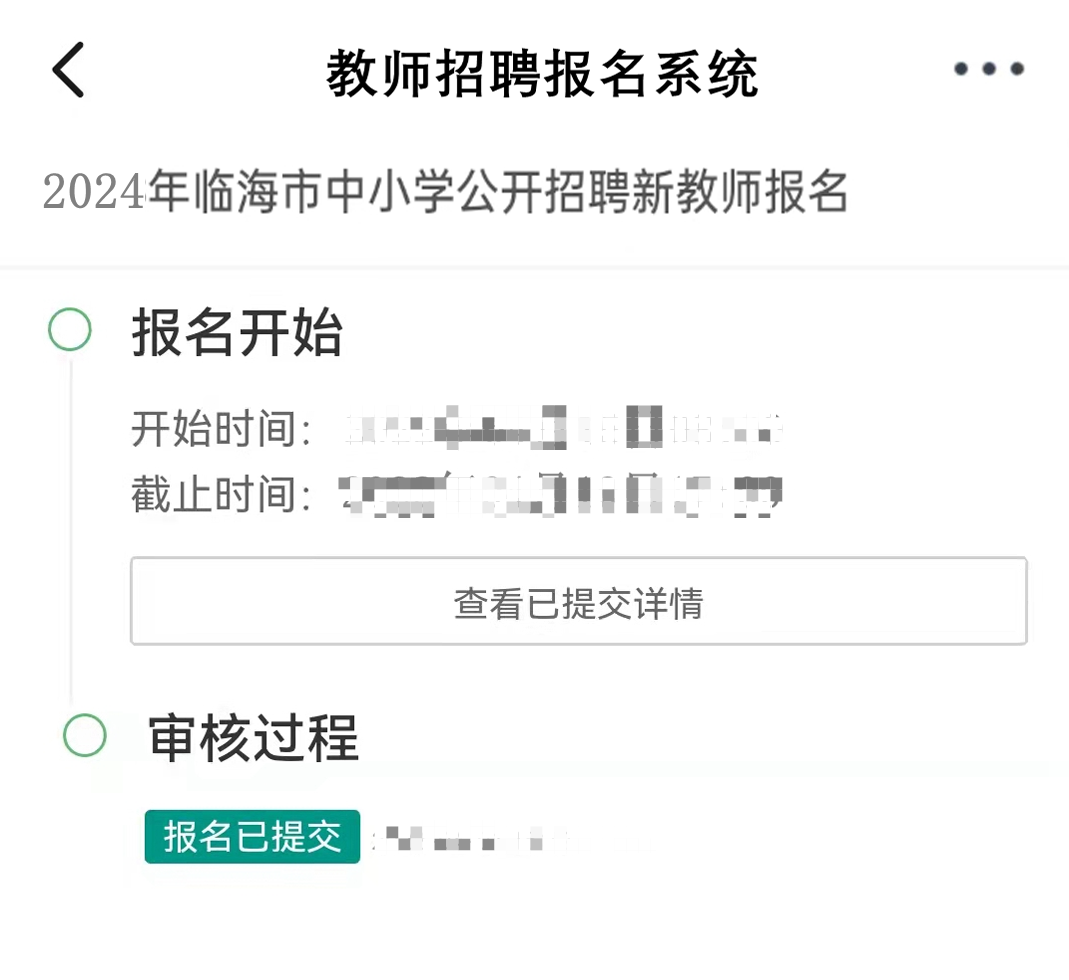 教师招聘报名系统
2024年临海市中小学公开招聘新教师报名
报名开始
开始时间：
截止时间：
查看已提交详情
审核过程
报名已提交